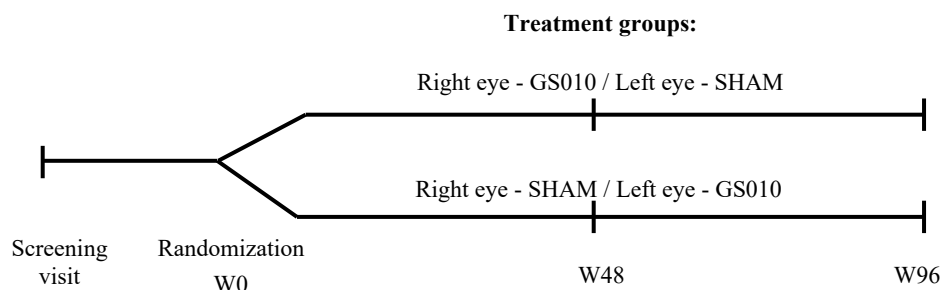 Treatment groups:
Right eye - GS010 / Left eye - SHAM
Right eye - SHAM / Left eye - GS010
Screening
visit
Randomization
W0
W48
W96